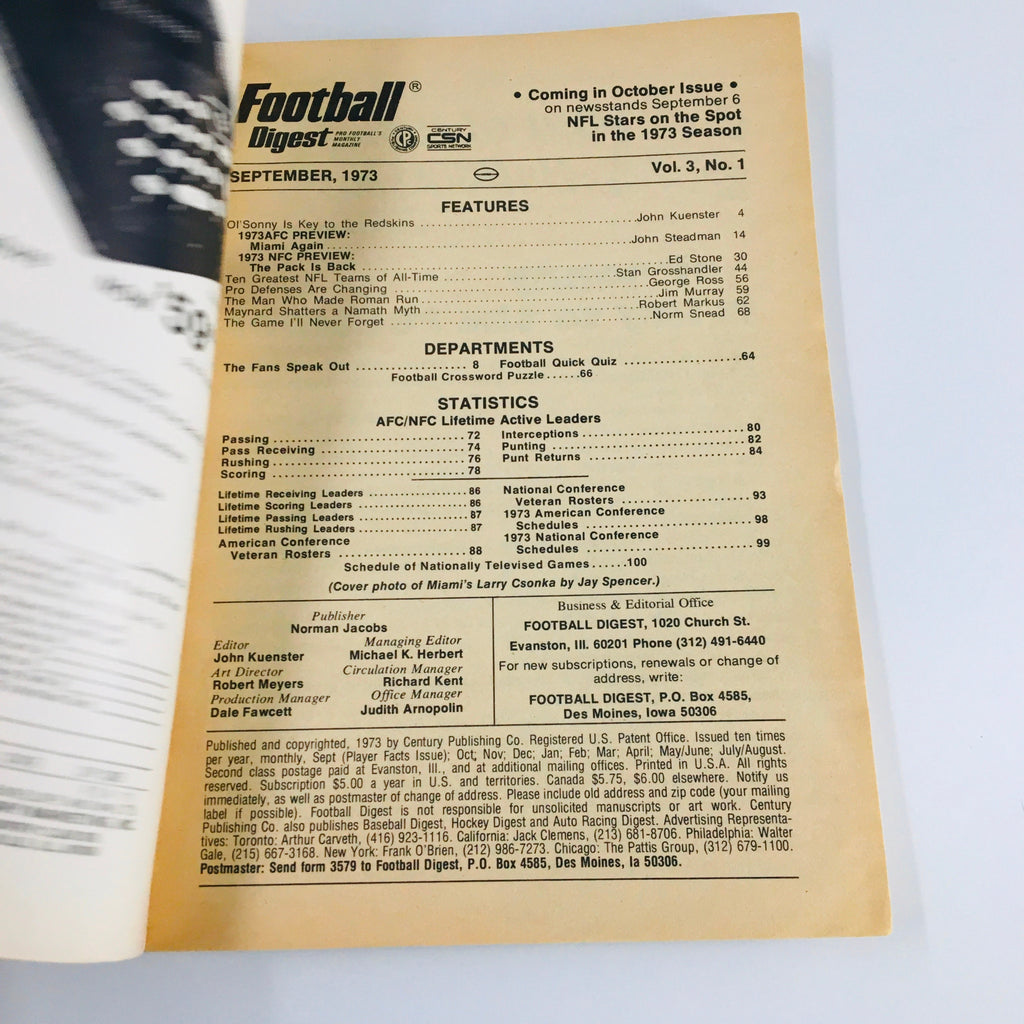 Football ®
Digest PRO FOOTBALL'S MONTHLY MAGAZINE CENTURY CSN SPORTS NETWORK
• Coming in October Issue •
on newsstands September 6
NFL Stars on the Spot
in the 1973 Season
SEPTEMBER, 1973 Vol. 3, No. 1
FEATURES
Ol'Sonny Is Key to the Redskins ........ John Kuenster 4
1973AFC PREVIEW:
Miami Again ........ John Steadman 14
1973 NFC PREVIEW:
The Pack Is Back ........ Ed Stone 30
Ten Greatest NFL Teams of All-Time ........ Stan Grosshandler 44
Pro Defenses Are Changing ........ George Ross 56
The Man Who Made Roman Run ........ Jim Murray 59
Maynard Shatters a Namath Myth ........ Robert Markus 62
The Game I'll Never Forget ........ Norm Snead 68
DEPARTMENTS
The Fans Speak Out ........ 8 Football Quick Quiz ........ 64
Football Crossword Puzzle ......66
STATISTICS
AFC/NFC Lifetime Active Leaders
Passing ........ 72
Pass Receiving ........ 74
Rushing ........ 76
Scoring ........ 78
Interceptions ........ 80
Punting ........ 82
Punt Returns ........ 84
Lifetime Receiving Leaders ........ 86
Lifetime Scoring Leaders ........ 86
Lifetime Passing Leaders ........ 87
Lifetime Rushing Leaders ........ 87
American Conference
Veteran Rosters ........ 88
National Conference
Veteran Rosters ........ 93
1973 American Conference
Schedules ........ 98
1973 National Conference
Schedules ........ 99
Schedule of Nationally Televised Games ......100
(Cover photo of Miami's Larry Csonka by Jay Spencer.)
Publisher
Norman Jacobs
Editor Managing Editor
John Kuenster Michael K. Herbert
Art Director Circulation Manager
Robert Meyers Richard Kent
Production Manager Office Manager
Dale Fawcett Judith Arnopolin
Business & Editorial Office
FOOTBALL DIGEST, 1020 Church St.
Evanston, Ill. 60201 Phone (312) 491-6440
For new subscriptions, renewals or change of
address, write:
FOOTBALL DIGEST, P.O. Box 4585,
Des Moines, Iowa 50306
Published and copyrighted, 1973 by Century Publishing Co. Registered U.S. Patent Office. Issued ten times
per year, monthly, Sept (Player Facts Issue); Oct; Nov; Dec; Jan; Feb; Mar; April; May/June; July/August.
Second class postage paid at Evanston, Ill., and at additional mailing offices. Printed in U.S.A. All rights
reserved. Subscription $5.00 a year in U.S. and territories. Canada $5.75, $6.00 elsewhere. Notify us
immediately, as well as postmaster of change of address. Please include old address and zip code (your mailing
label if possible). Football Digest is not responsible for unsolicited manuscripts or art work. Century
Publishing Co. also publishes Baseball Digest, Hockey Digest and Auto Racing Digest. Advertising Representa-
tives: Toronto: Arthur Carveth, (416) 923-1116. California: Jack Clemens, (213) 681-8706. Philadelphia: Walter
Gale, (215) 667-3168. New York: Frank O'Brien, (212) 986-7273. Chicago: The Pattis Group, (312) 679-1100.
Postmaster: Send form 3579 to Football Digest, P.O. Box 4585, Des Moines, Ia 50306.